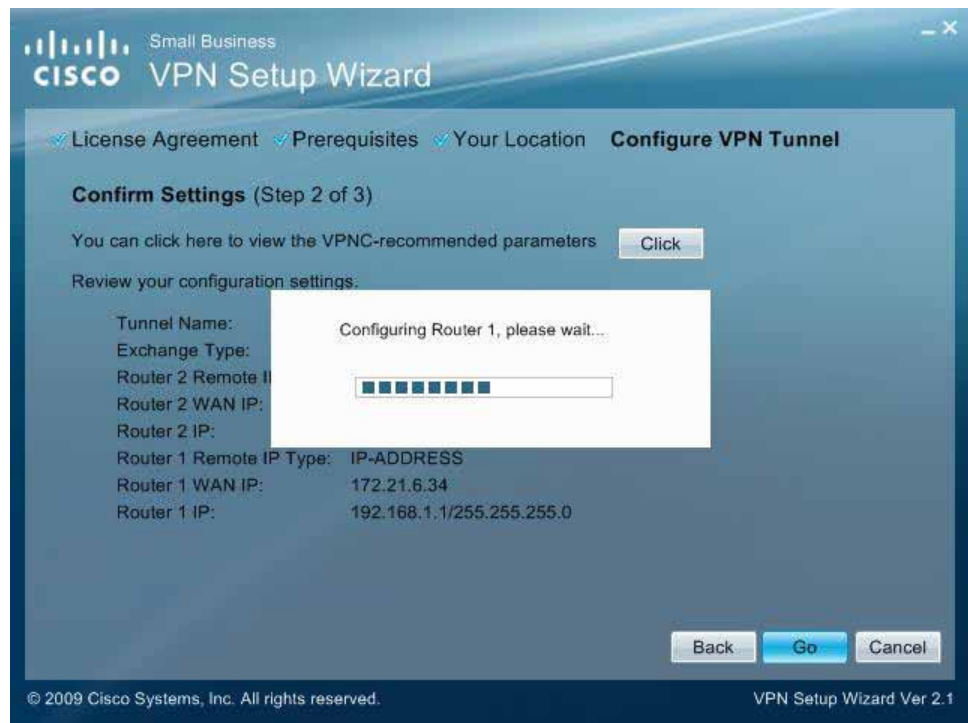 Small Business
CISCO VPN Setup Wizard
License Agreement Prerequisites Your Location Configure VPN Tunnel
Confirm Settings (Step 2 of 3)
You can click here to view the VPNC-recommended parameters Click
Review your configuration settings.
Configuring Router 1, please wait...
Tunnel Name:
Exchange Type:
Router 2 Remote
Router 2 WAN IP:
Router 2 IP:
Router 1 Remote IP Type: IP-ADDRESS
Router 1 WAN IP: 172.21.6.34
Router 1 IP: 192.168.1.1/255.255.255.0
Back Go Cancel
© 2009 Cisco Systems, Inc. All rights reserved. VPN Setup Wizard Ver 2.1